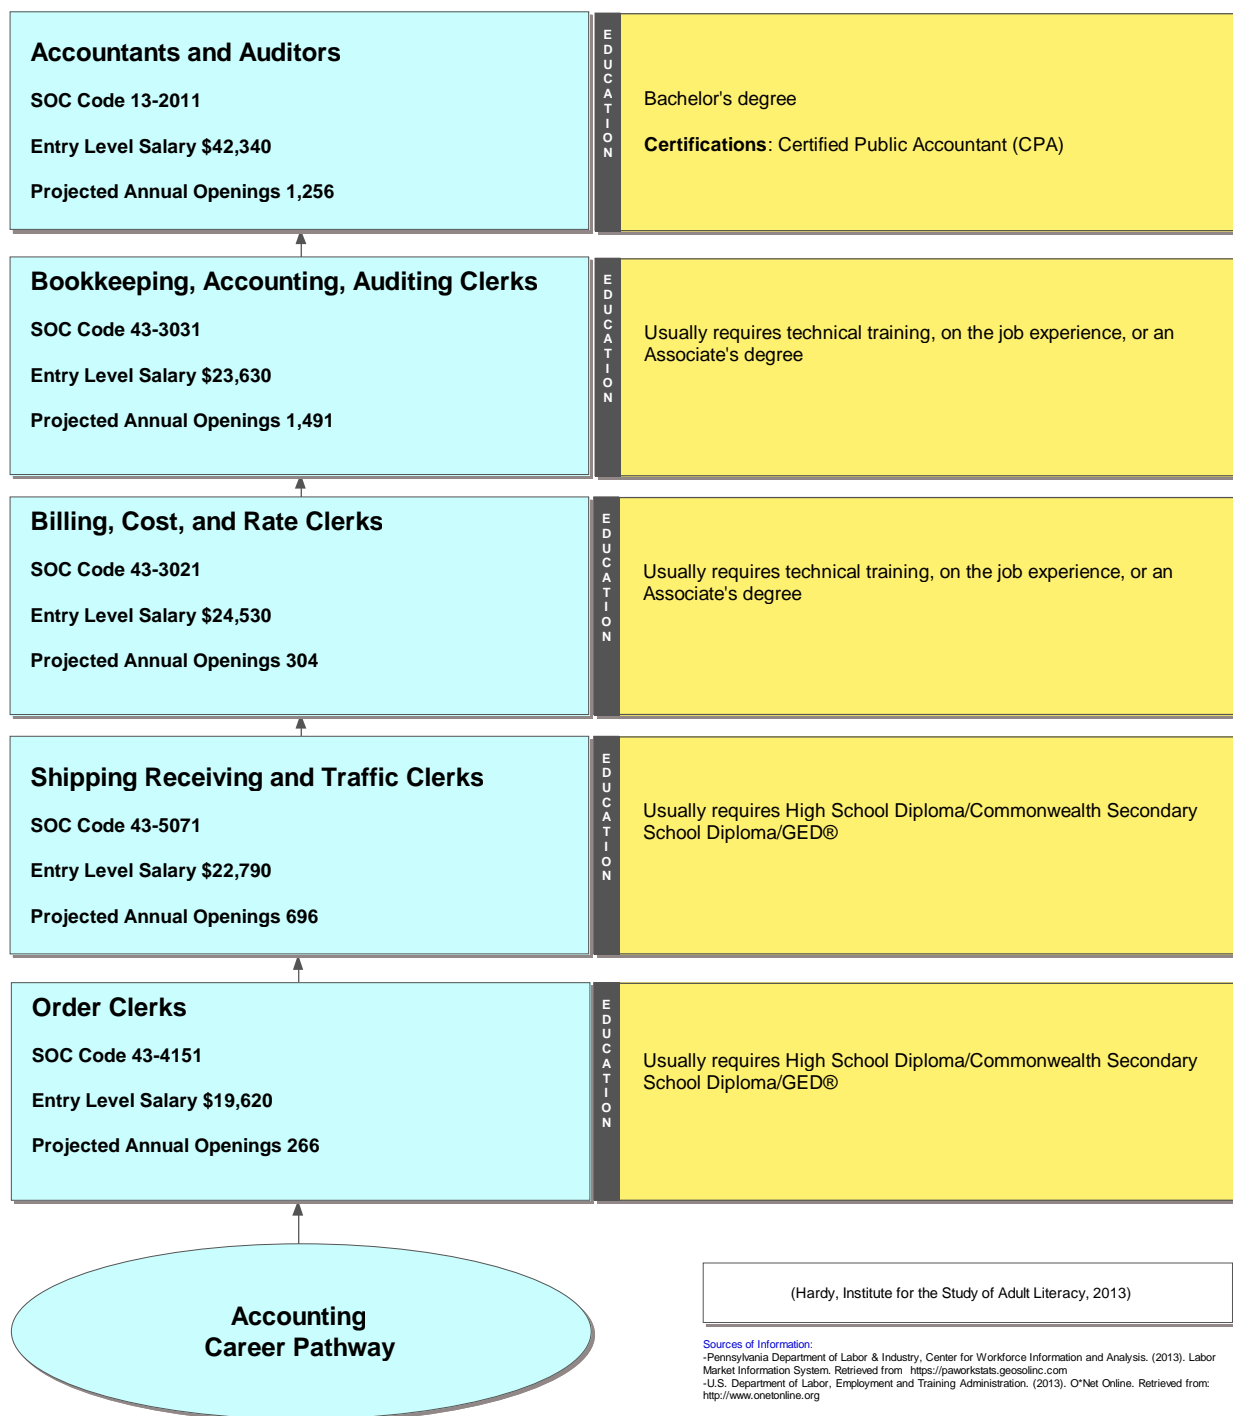 Accountants and Auditors
SOC Code 13-2011
Entry Level Salary $42,340
Projected Annual Openings 1,256
EDUCATION
Bachelor's degree
Certifications: Certified Public Accountant (CPA)
Bookkeeping, Accounting, Auditing Clerks
SOC Code 43-3031
Entry Level Salary $23,630
Projected Annual Openings 1,491
EDUCATION
Usually requires technical training, on the job experience, or an
Associate's degree
Billing, Cost, and Rate Clerks
SOC Code 43-3021
Entry Level Salary $24,530
Projected Annual Openings 304
EDUCATION
Usually requires technical training, on the job experience, or an
Associate's degree
Shipping Receiving and Traffic Clerks
SOC Code 43-5071
Entry Level Salary $22,790
Projected Annual Openings 696
EDUCATION
Usually requires High School Diploma/Commonwealth Secondary
School Diploma/GED®
Order Clerks
SOC Code 43-4151
Entry Level Salary $19,620
Projected Annual Openings 266
EDUCATION
Usually requires High School Diploma/Commonwealth Secondary
School Diploma/GED®
Accounting
Career Pathway
(Hardy, Institute for the Study of Adult Literacy, 2013)
Sources of Information:
-Pennsylvania Department of Labor & Industry, Center for Workforce Information and Analysis. (2013). Labor
Market Information System. Retrieved from https://paworkstats.geosolinc.com
-U.S. Department of Labor, Employment and Training Administration. (2013). O*Net Online. Retrieved from:
http://www.onetonline.org